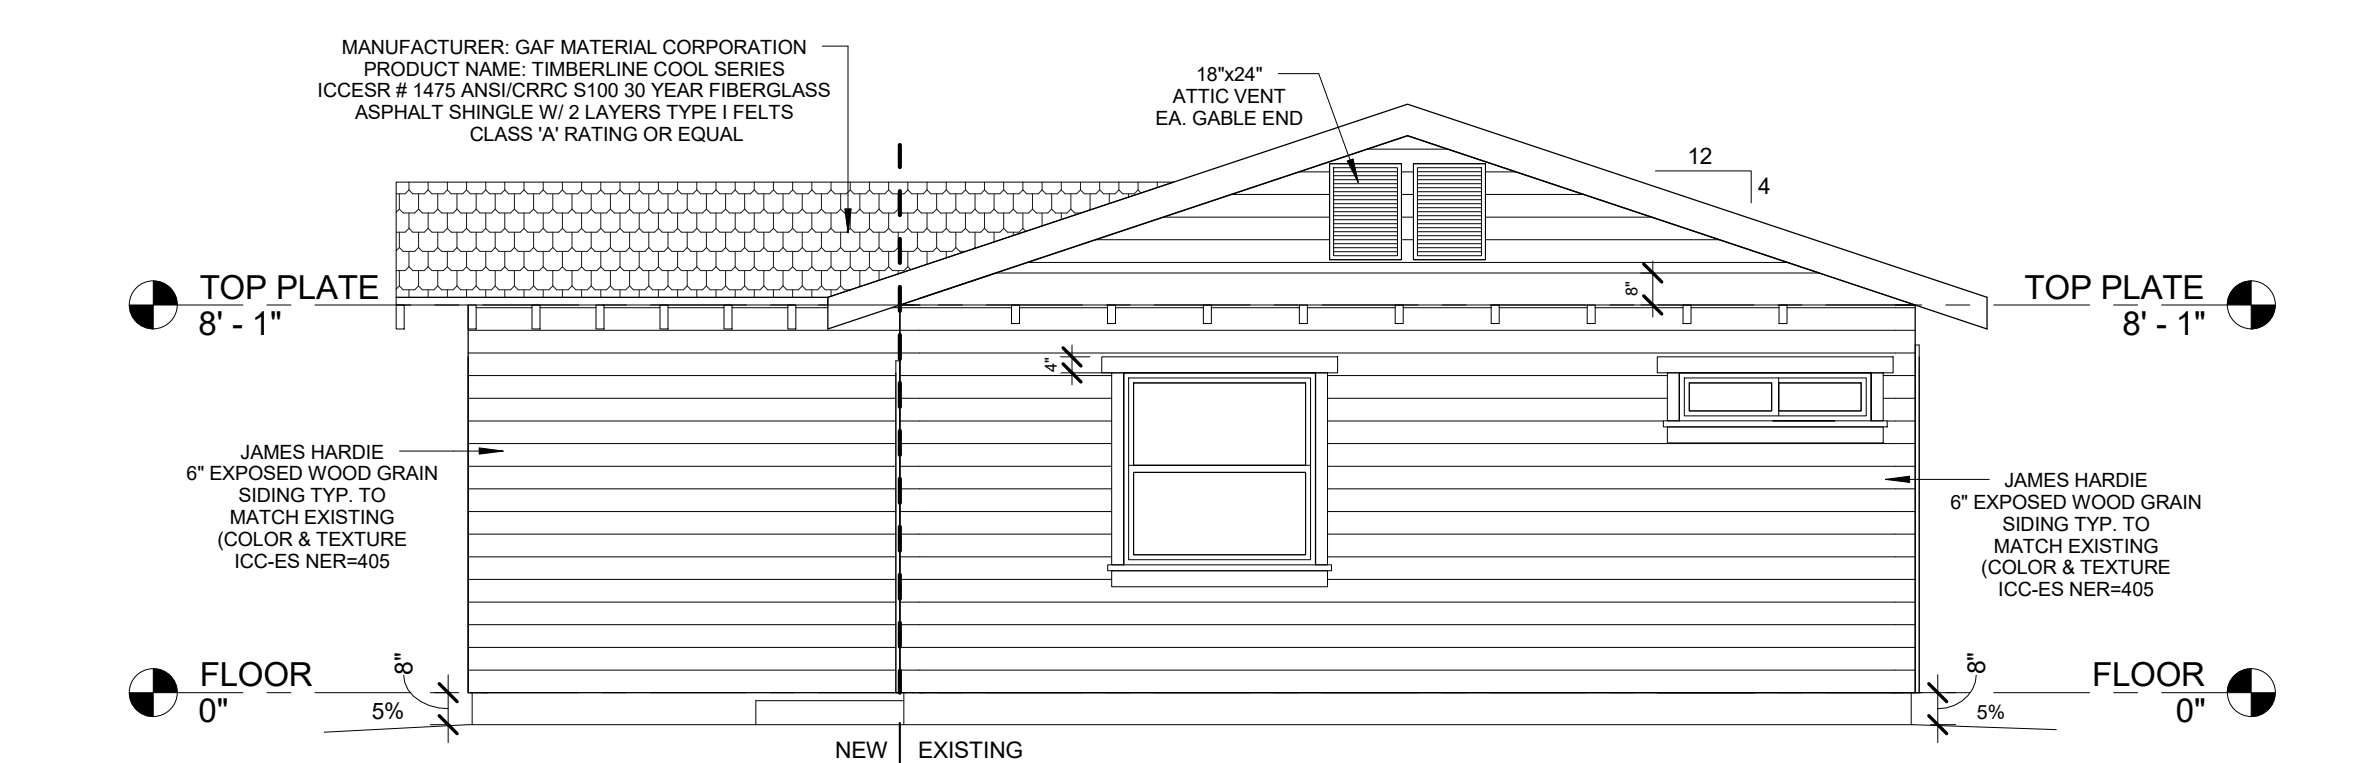 MANUFACTURER: GAF MATERIAL CORPORATION
PRODUCT NAME: TIMBERLINE COOL SERIES
ICCESR # 1475 ANSI/CRRC S100 30 YEAR FIBERGLASS
ASPHALT SHINGLE W/ 2 LAYERS TYPE I FELTS
CLASS 'A' RATING OR EQUAL
18"x24"
ATTIC VENT
EA. GABLE END
12
4
TOP PLATE
8' - 1"
8"
TOP PLATE
8' - 1"
4"
JAMES HARDIE
6" EXPOSED WOOD GRAIN
SIDING TYP. TO
MATCH EXISTING
(COLOR & TEXTURE
ICC-ES NER=405
JAMES HARDIE
6" EXPOSED WOOD GRAIN
SIDING TYP. TO
MATCH EXISTING
(COLOR & TEXTURE
ICC-ES NER=405
FLOOR
0"
8"
5%
8"
5%
FLOOR
0"
NEW
EXISTING